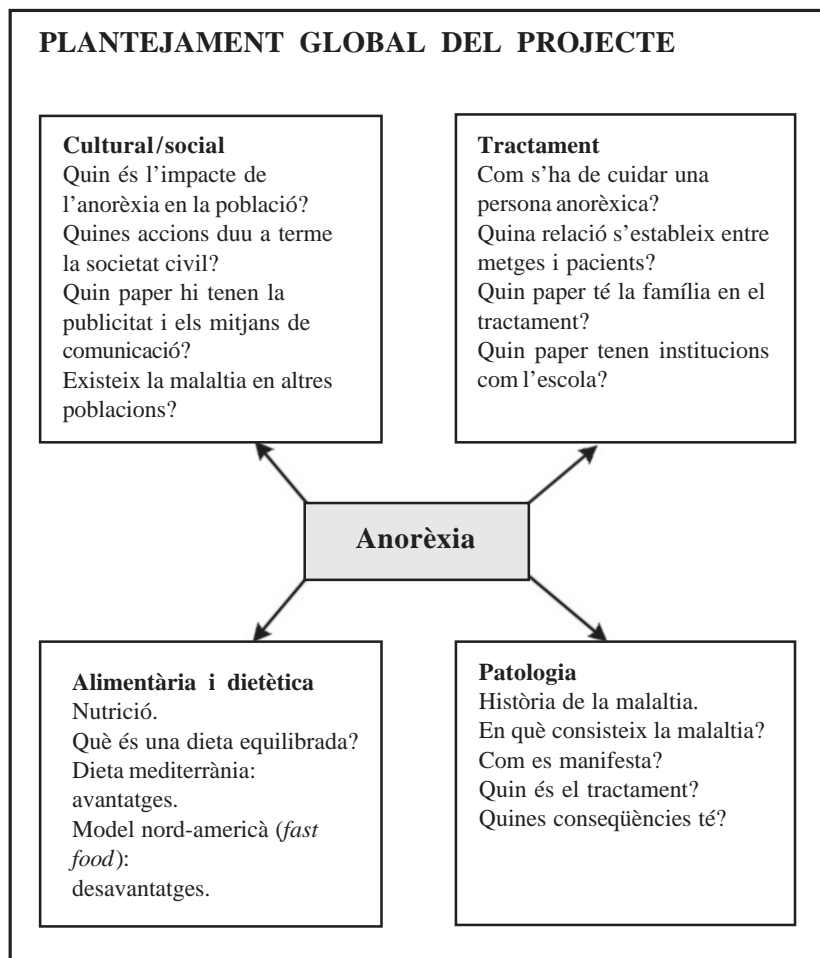 PLANTEJAMENT GLOBAL DEL PROJECTE
Cultural/social
Quin és l’impacte de
l’anorèxia en la població?
Quines accions duu a terme
la societat civil?
Quin paper hi tenen la
publicitat i els mitjans de
comunicació?
Existeix la malaltia en altres
poblacions?
Tractament
Com s’ha de cuidar una
persona anorèxica?
Quina relació s’estableix entre
metges i pacients?
Quin paper té la família en el
tractament?
Quin paper tenen institucions
com l’escola?
Anorèxia
Alimentària i dietètica
Nutrició.
Què és una dieta equilibrada?
Dieta mediterrània:
avantatges.
Model nord-americà (fast
food):
desavantatges.
Patologia
Història de la malaltia.
En què consisteix la malaltia?
Com es manifesta?
Quin és el tractament?
Quines conseqüències té?